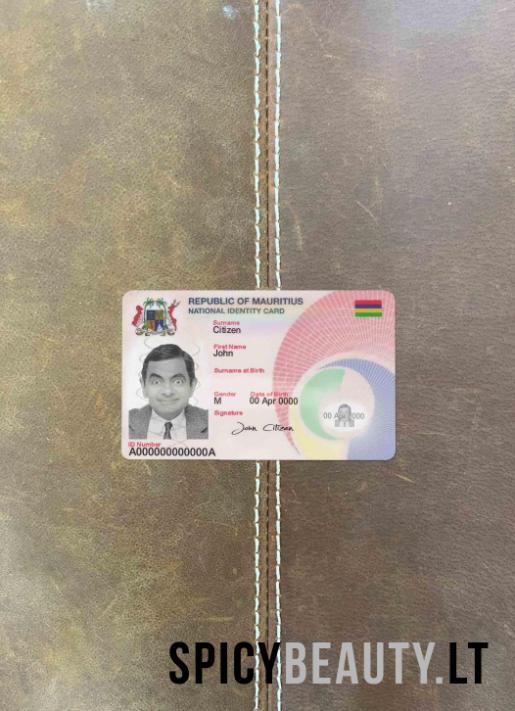 REPUBLIC OF MAURITIUS
NATIONAL IDENTITY CARD
Surname
Citizen
First Name
John
Surname at Birth
Gender
Date of Birth
M
00 Apr 0000
Signature
John Citizen
00 Apr 0000
ID Number
A000000000000A
SPICYBEAUTY.LT